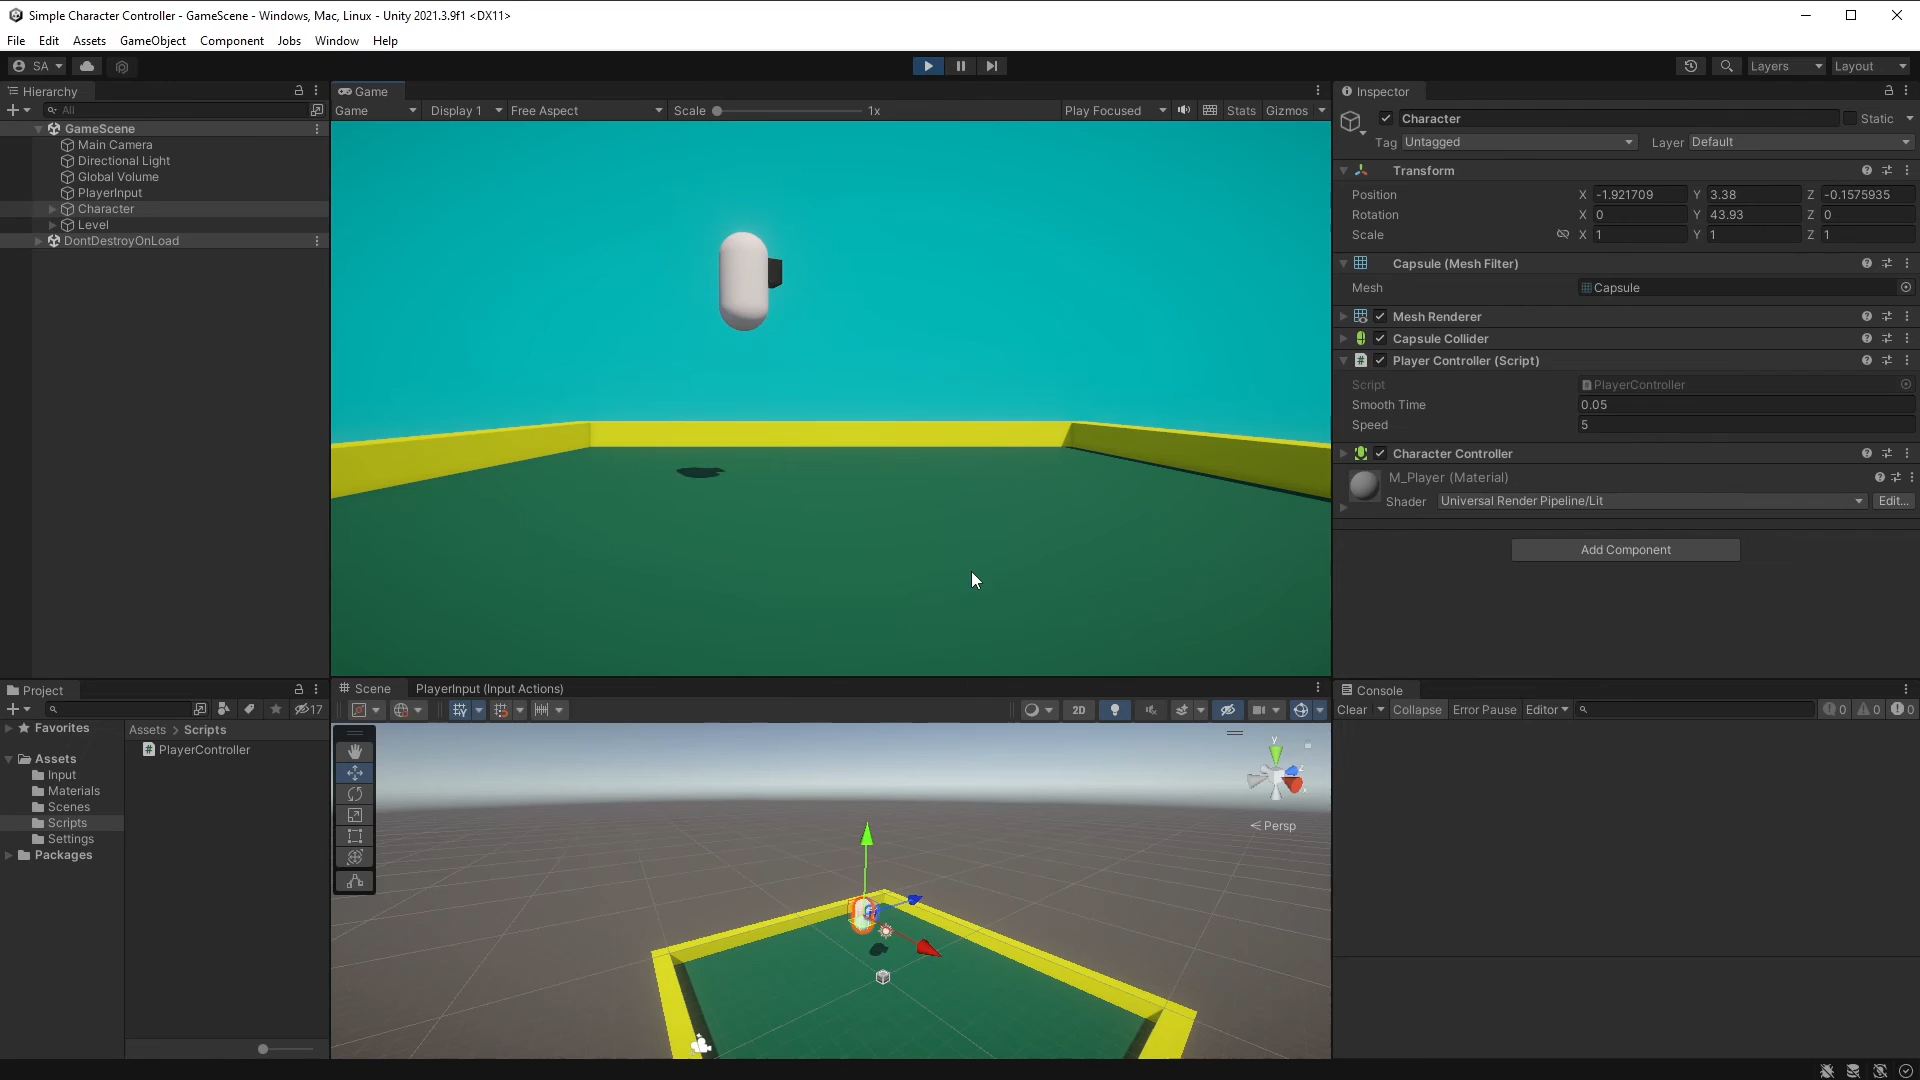 Simple Character Controller - GameScene - Windows, Mac, Linux - Unity 2021.3.9f1 <DX11>
File Edit Assets GameObject Component Jobs Window Help
SA
Layers Layout
Hierarchy
All
GameScene
Main Camera
Directional Light
Global Volume
PlayerInput
Character
Level
DontDestroyOnLoad
Game
Game Display 1 Free Aspect Scale 1x Play Focused Stats Gizmos
Inspector
Character Static
Tag Untagged Layer Default
Transform
Position X -1.921709 Y 3.38 Z -0.1575935
Rotation X 0 Y 43.93 Z 0
Scale X 1 Y 1 Z 1
Capsule (Mesh Filter)
Mesh Capsule
Mesh Renderer
Capsule Collider
Player Controller (Script)
Script PlayerController
Smooth Time 0.05
Speed 5
Character Controller
M_Player (Material)
Shader Universal Render Pipeline/Lit Edit...
Add Component
Project
17
Favorites
Assets
Input
Materials
Scenes
Scripts
Settings
Packages
Assets > Scripts
PlayerController
Scene PlayerInput (Input Actions)
2D
y
< Persp
Console
Clear Collapse Error Pause Editor 0 0 0